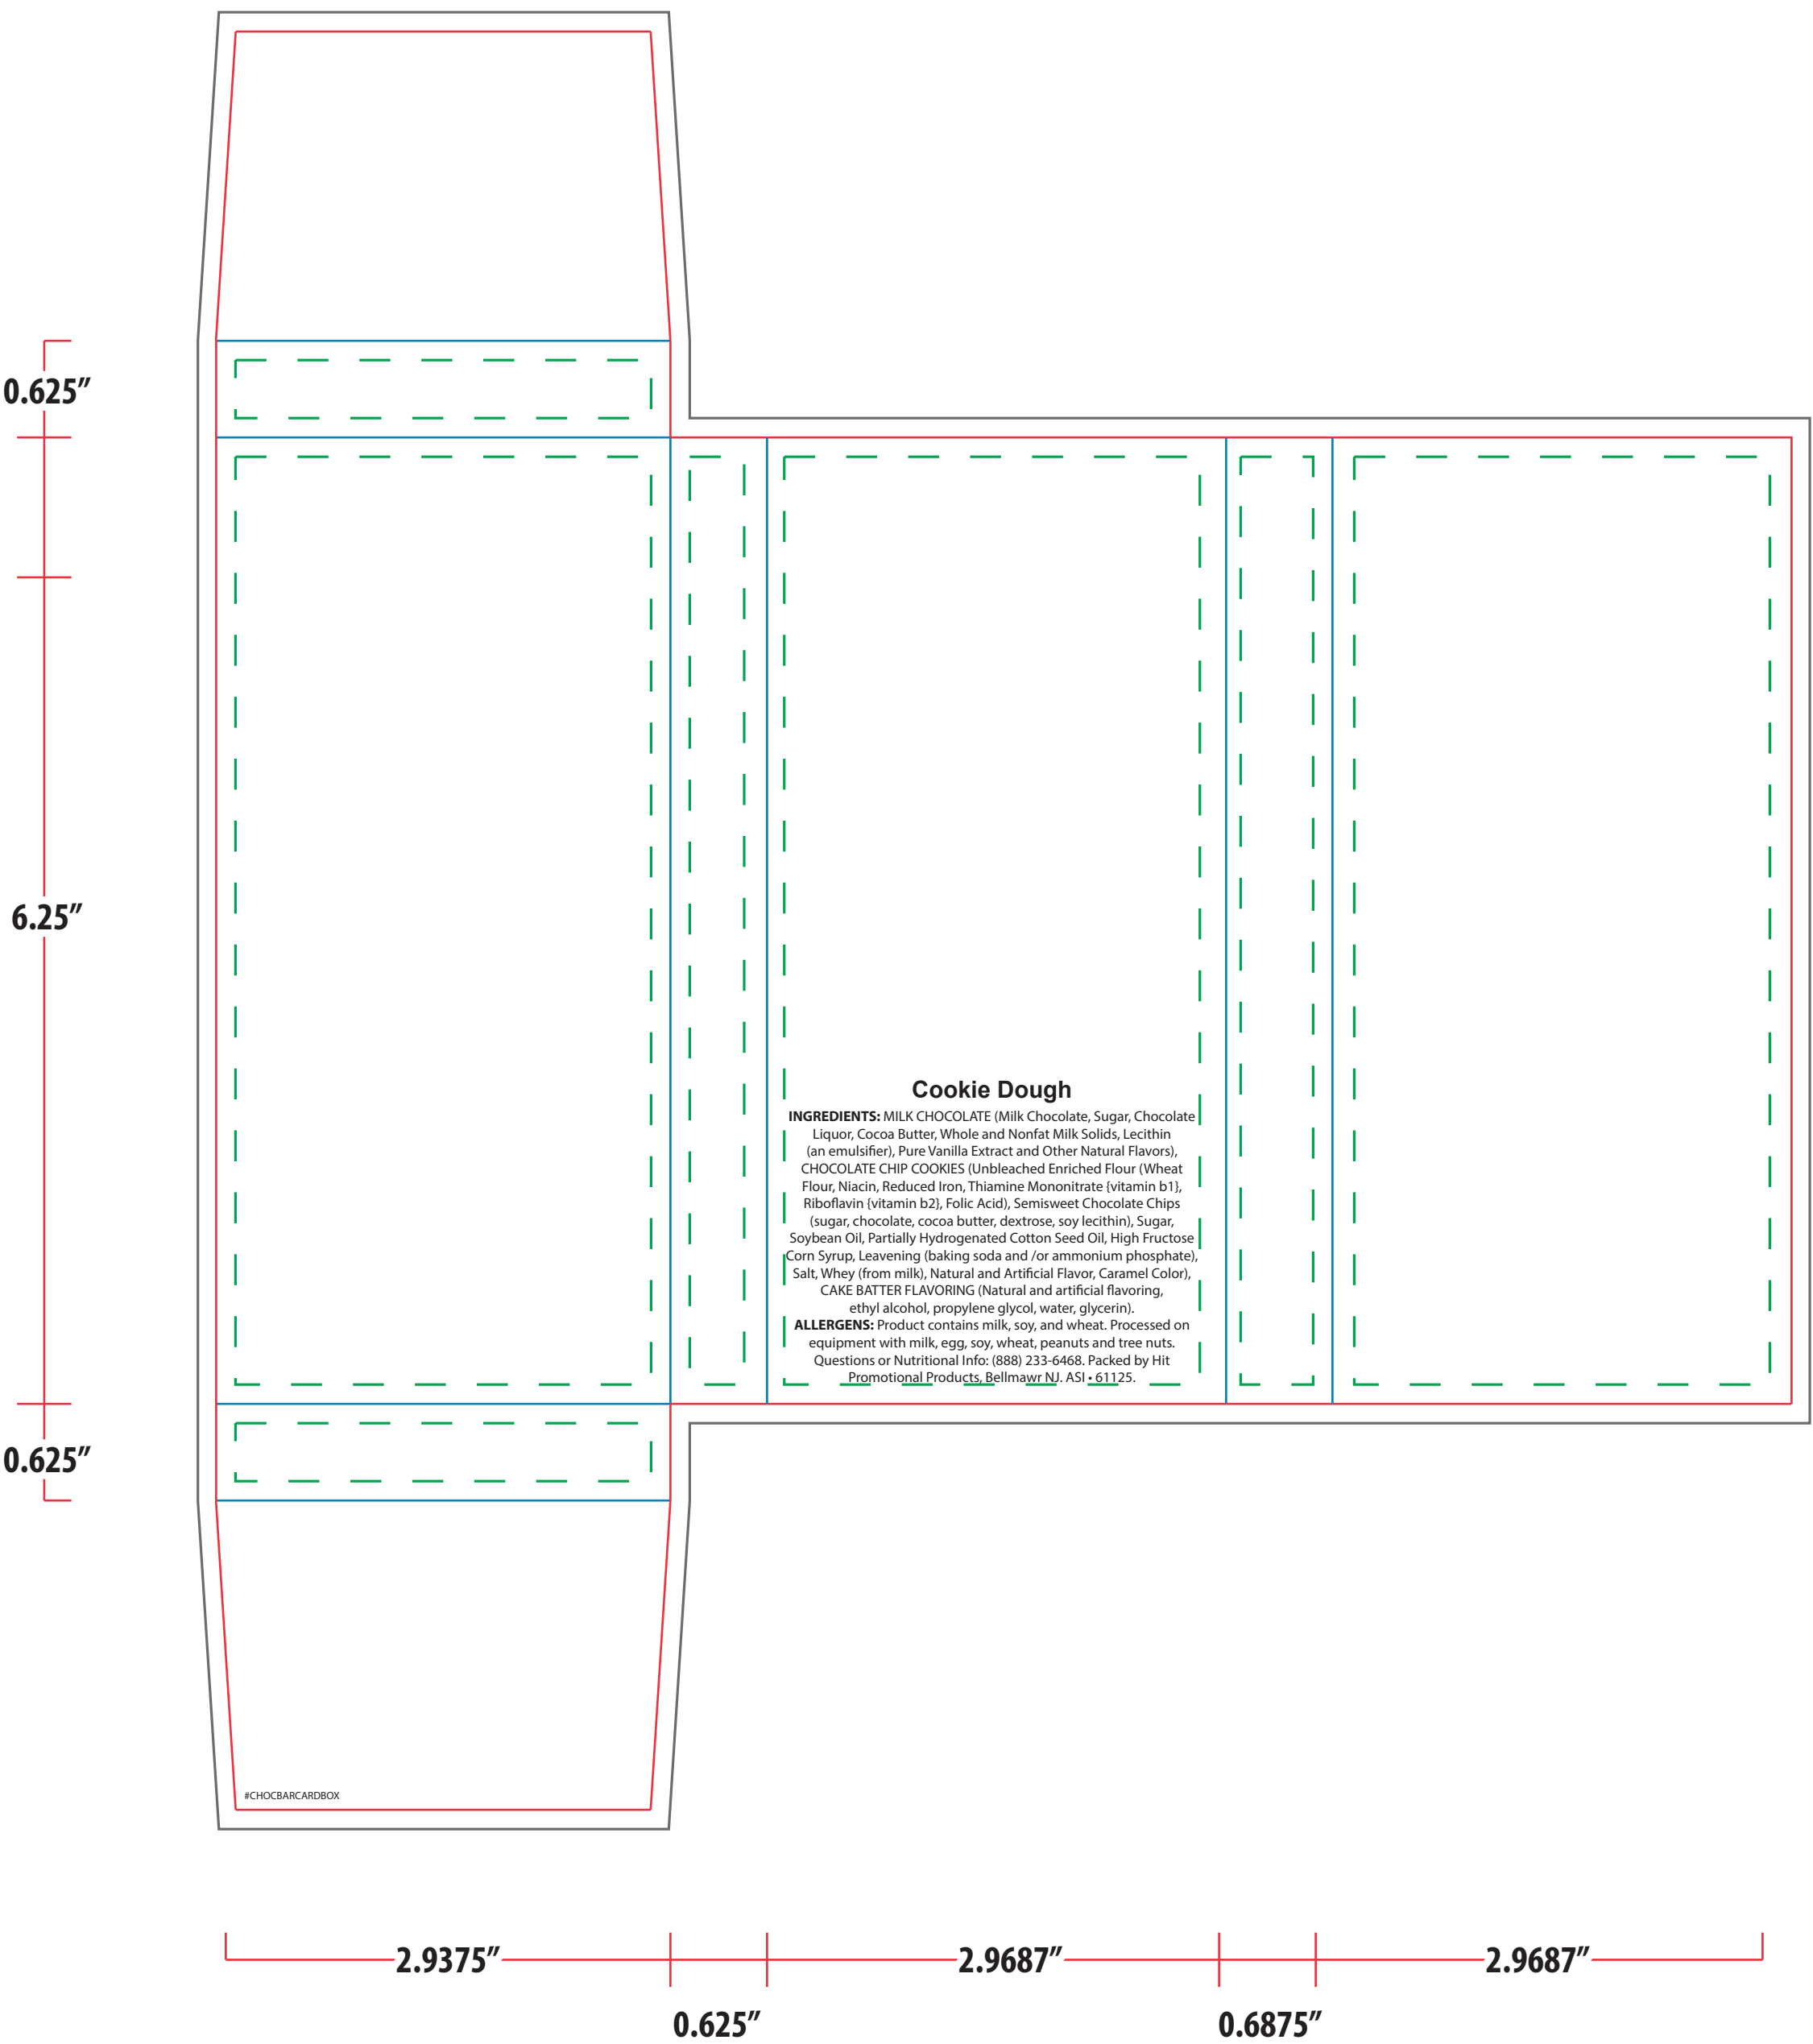 0.625”
6.25”
Cookie Dough
INGREDIENTS: MILK CHOCOLATE (Milk Chocolate, Sugar, Chocolate
Liquor, Cocoa Butter, Whole and Nonfat Milk Solids, Lecithin
(an emulsifier), Pure Vanilla Extract and Other Natural Flavors),
CHOCOLATE CHIP COOKIES (Unbleached Enriched Flour (Wheat
Flour, Niacin, Reduced Iron, Thiamine Mononitrate {vitamin b1},
Riboflavin {vitamin b2}, Folic Acid), Semisweet Chocolate Chips
(sugar, chocolate, cocoa butter, dextrose, soy lecithin), Sugar,
Soybean Oil, Partially Hydrogenated Cotton Seed Oil, High Fructose
Corn Syrup, Leavening (baking soda and /or ammonium phosphate),
Salt, Whey (from milk), Natural and Artificial Flavor, Caramel Color),
CAKE BATTER FLAVORING (Natural and artificial flavoring,
ethyl alcohol, propylene glycol, water, glycerin).
ALLERGENS: Product contains milk, soy, and wheat. Processed on
equipment with milk, egg, soy, wheat, peanuts and tree nuts.
Questions or Nutritional Info: (888) 233-6468. Packed by Hit
Promotional Products, Bellmawr NJ. ASI • 61125.
0.625”
#CHOCBARCARDBOX
2.9375”
2.9687”
2.9687”
0.625”
0.6875”